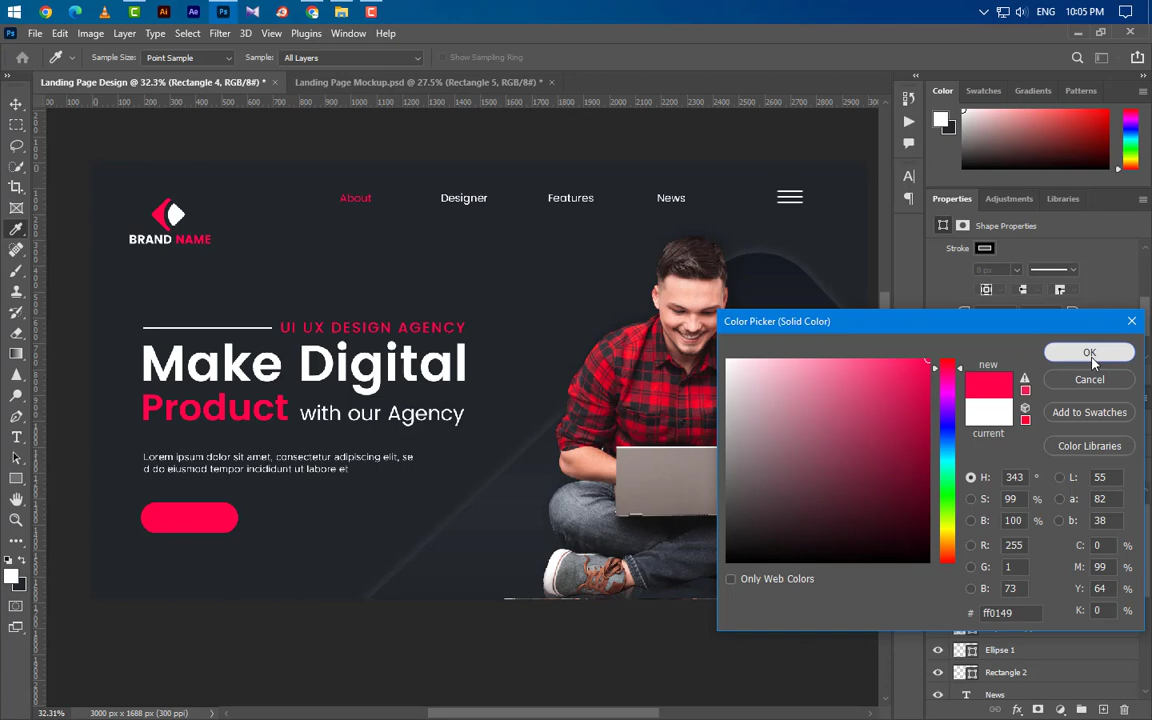 ENG 10:05 PM
Ps File Edit Image Layer Type Select Filter 3D View Plugins Window Help
Sample Size: Point Sample Sample: All Layers Show Sampling Ring
Landing Page Design @ 32.3% (Rectangle 4, RGB/8#) * × Landing Page Mockup.psd @ 27.5% (Rectangle 5, RGB/8#) * ×
Color Swatches Gradients Patterns
Properties Adjustments Libraries
Shape Properties
Stroke
0 px
About Designer Features News
BRAND NAME
UI UX DESIGN AGENCY
Make Digital
Product with our Agency
Lorem ipsum dolor sit amet, consectetur adipiscing elit, se
d do eiusmod tempor incididunt ut labore et
Color Picker (Solid Color)
new
current
OK
Cancel
Add to Swatches
Color Libraries
H: 343 ° L: 55
S: 99 % a: 82
B: 100 % b: 38
R: 255 C: 0 %
G: 1 M: 99 %
B: 73 Y: 64 %
# ff0149 K: 0 %
Only Web Colors
Ellipse 1
Rectangle 2
T News
32.31% 3000 px x 1688 px (300 ppi)